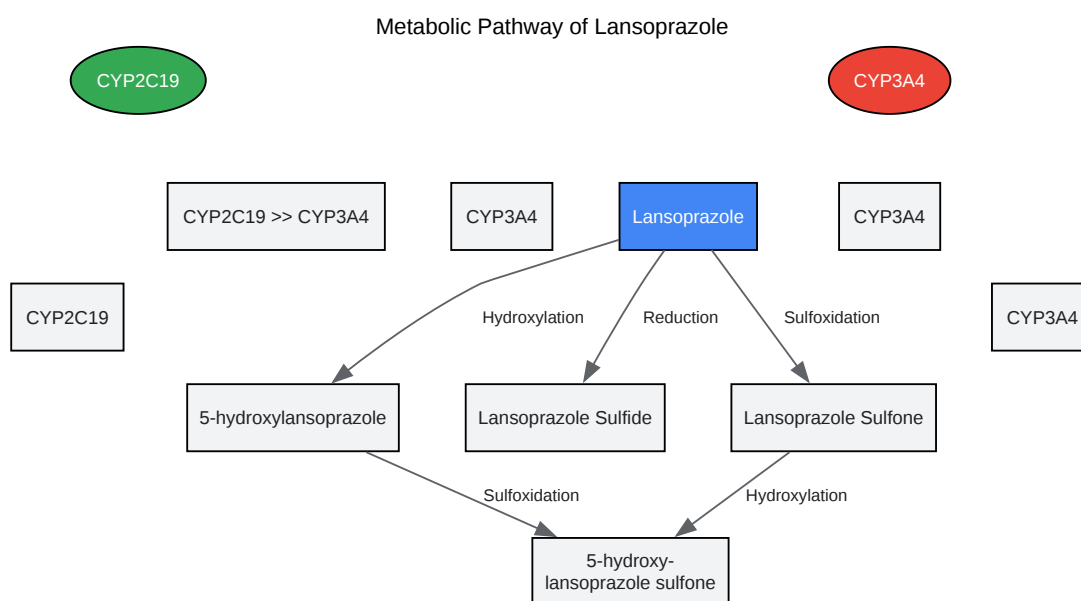 Metabolic Pathway of Lansoprazole
CYP2C19
CYP3A4
CYP2C19 >> CYP3A4
CYP3A4
Lansoprazole
CYP3A4
CYP2C19
Hydroxylation
Reduction
Sulfoxidation
CYP3A4
5-hydroxylansoprazole
Lansoprazole Sulfide
Lansoprazole Sulfone
Sulfoxidation
Hydroxylation
5-hydroxy-
lansoprazole sulfone